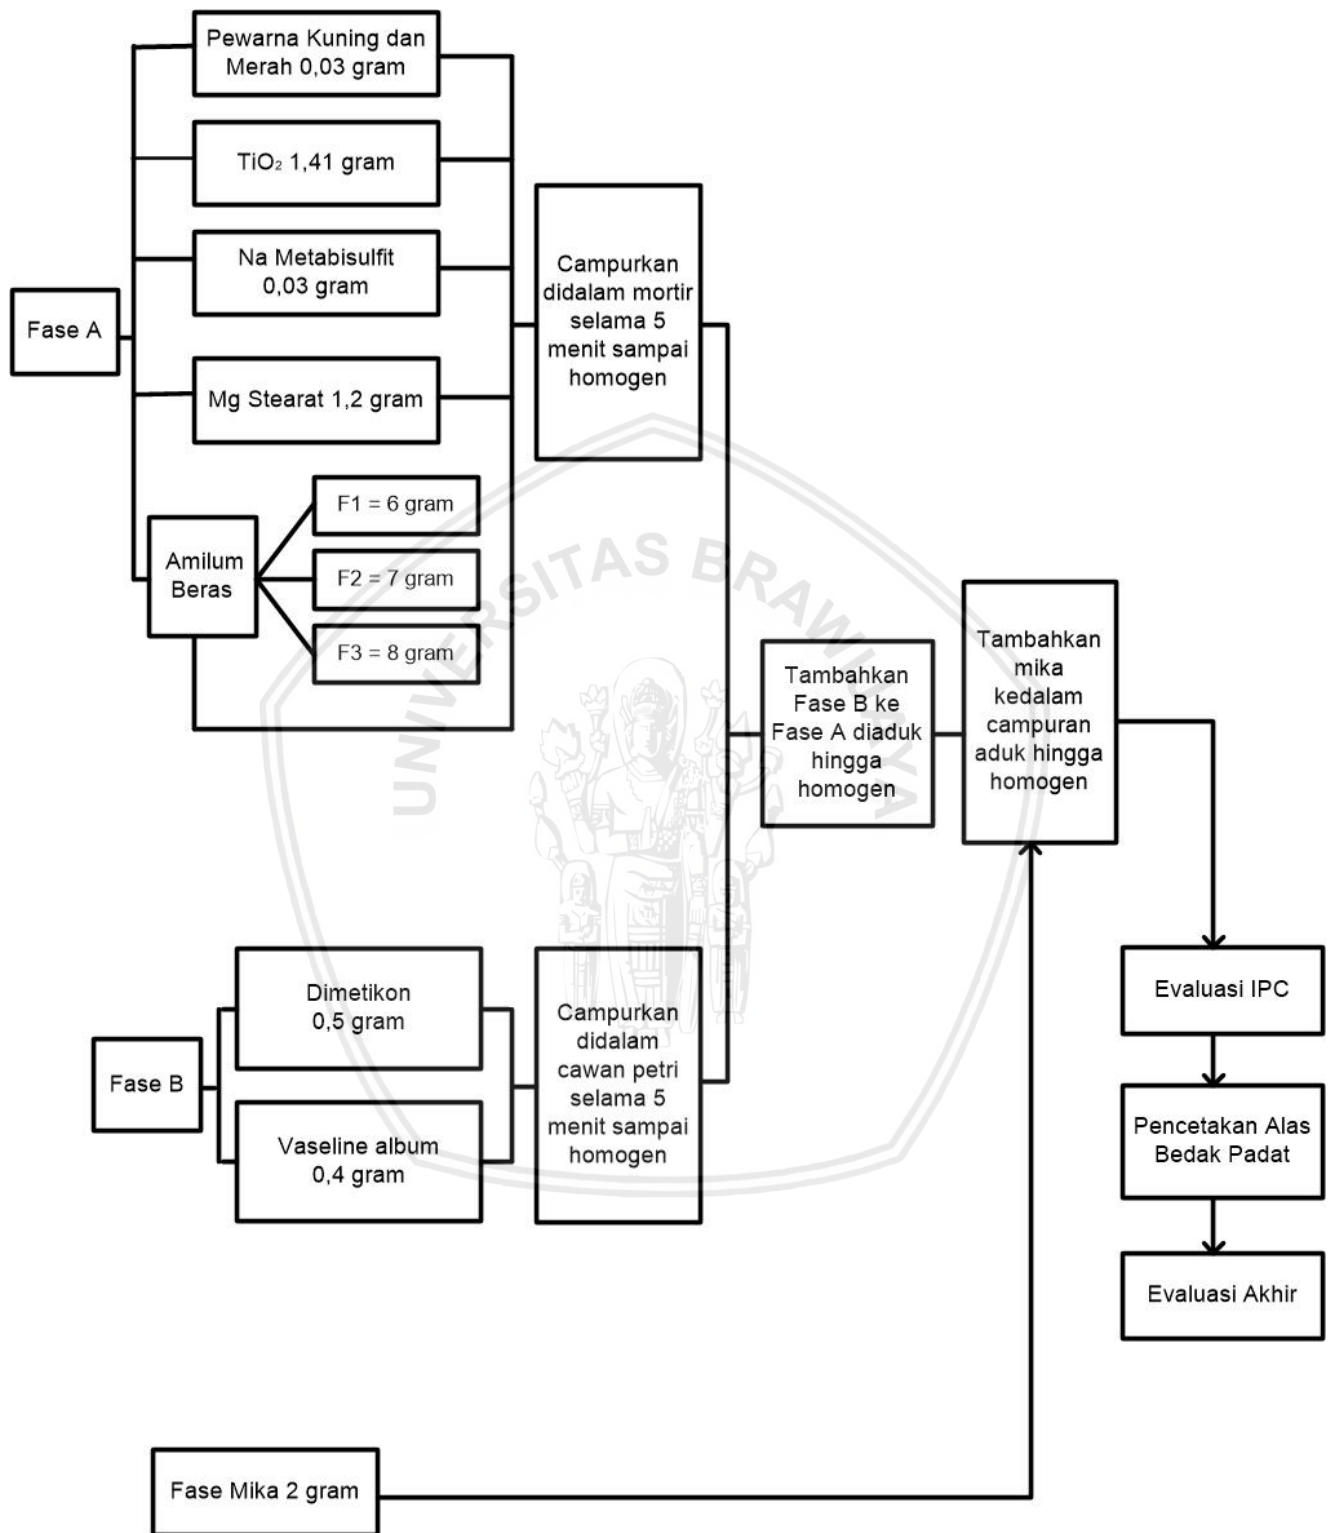 Pewarna Kuning dan
Merah 0,03 gram
TiO₂ 1,41 gram
Na Metabisulfit
0,03 gram
Fase A
Mg Stearat 1,2 gram
Amilum
Beras
F1 = 6 gram
F2 = 7 gram
F3 = 8 gram
Campurkan
didalam mortir
selama 5
menit sampai
homogen
Fase B
Dimetikon
0,5 gram
Vaseline album
0,4 gram
Campurkan
didalam
cawan petri
selama 5
menit sampai
homogen
Tambahkan
Fase B ke
Fase A diaduk
hingga
homogen
Tambahkan
mika
kedalam
campuran
aduk hingga
homogen
Evaluasi IPC
Pencetakan Alas
Bedak Padat
Evaluasi Akhir
Fase Mika 2 gram
UNIVERSITAS BRAWIJAYA